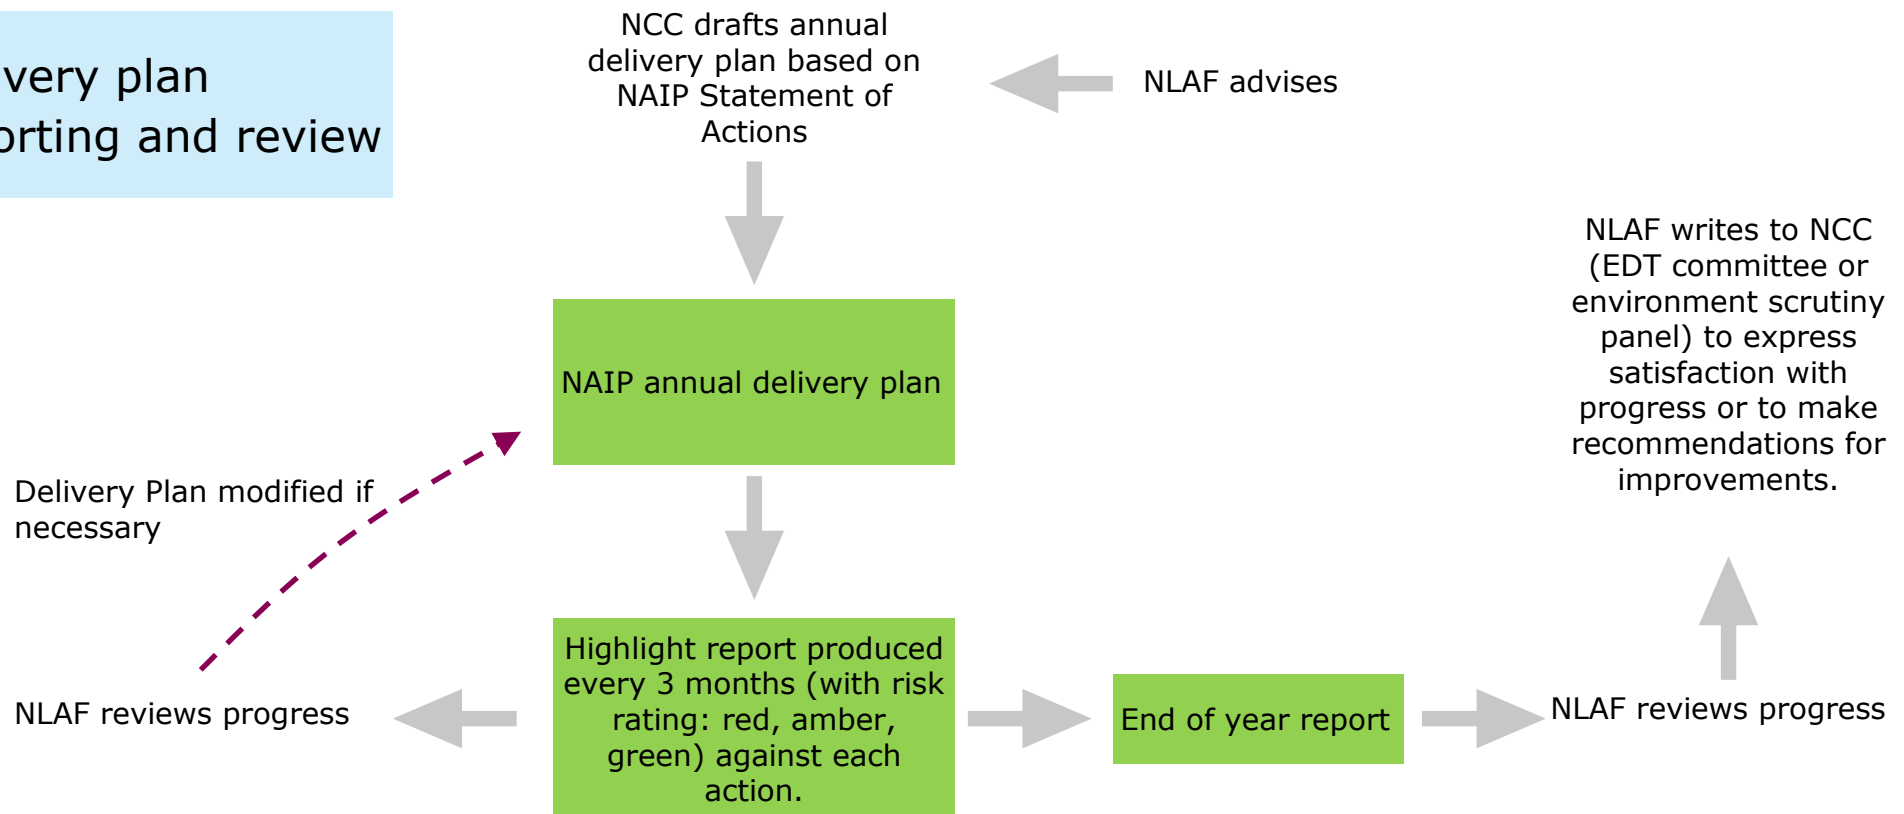 very plan
orting and review
NCC drafts annual
delivery plan based on
NAIP Statement of
Actions
NLAF advises
NLAF writes to NCC
(EDT committee or
environment scrutiny
panel) to express
satisfaction with
progress or to make
recommendations for
improvements.
NAIP annual delivery plan
Delivery Plan modified if
necessary
NLAF reviews progress
Highlight report produced
every 3 months (with risk
rating: red, amber,
green) against each
action.
End of year report
NLAF reviews progress